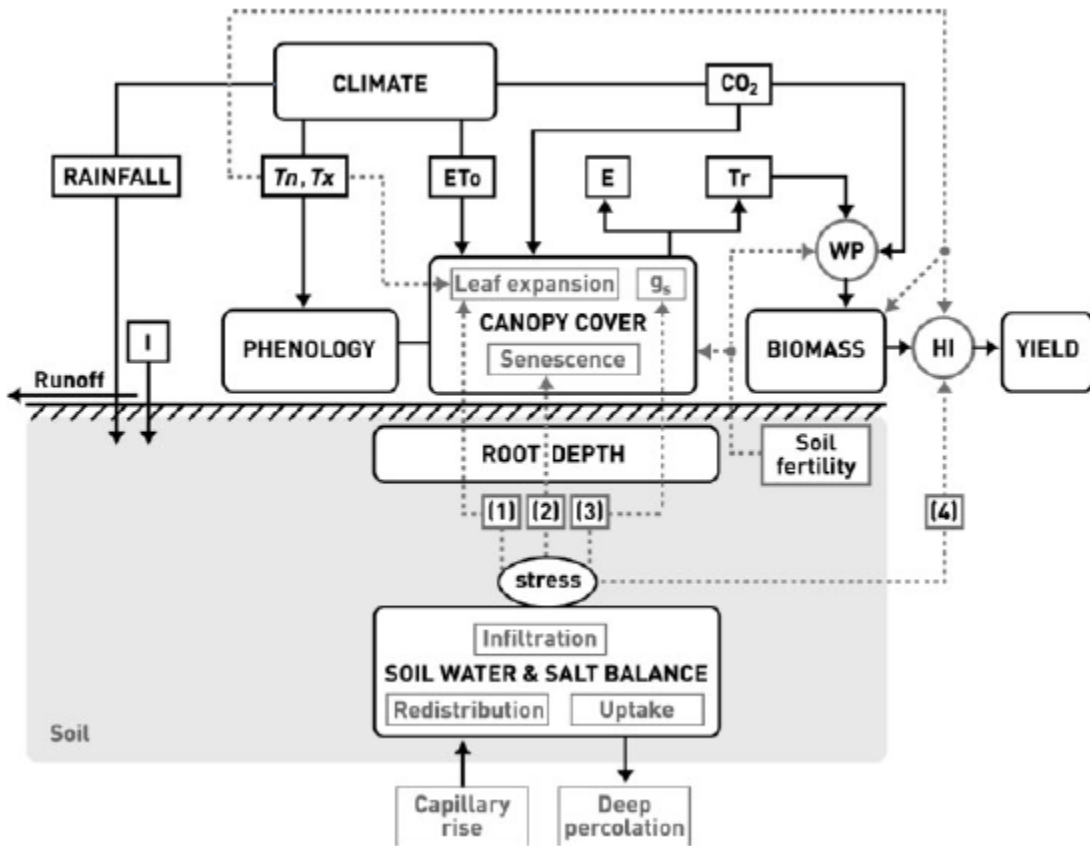 CLIMATE
CO₂
RAINFALL
Tn, Tx
ETo
E
Tr
WP
Leaf expansion
gₛ
CANOPY COVER
Senescence
PHENOLOGY
BIOMASS
HI
YIELD
I
Runoff
ROOT DEPTH
Soil
fertility
(1)
(2)
(3)
(4)
stress
Infiltration
SOIL WATER & SALT BALANCE
Redistribution
Uptake
Soil
Capillary
rise
Deep
percolation